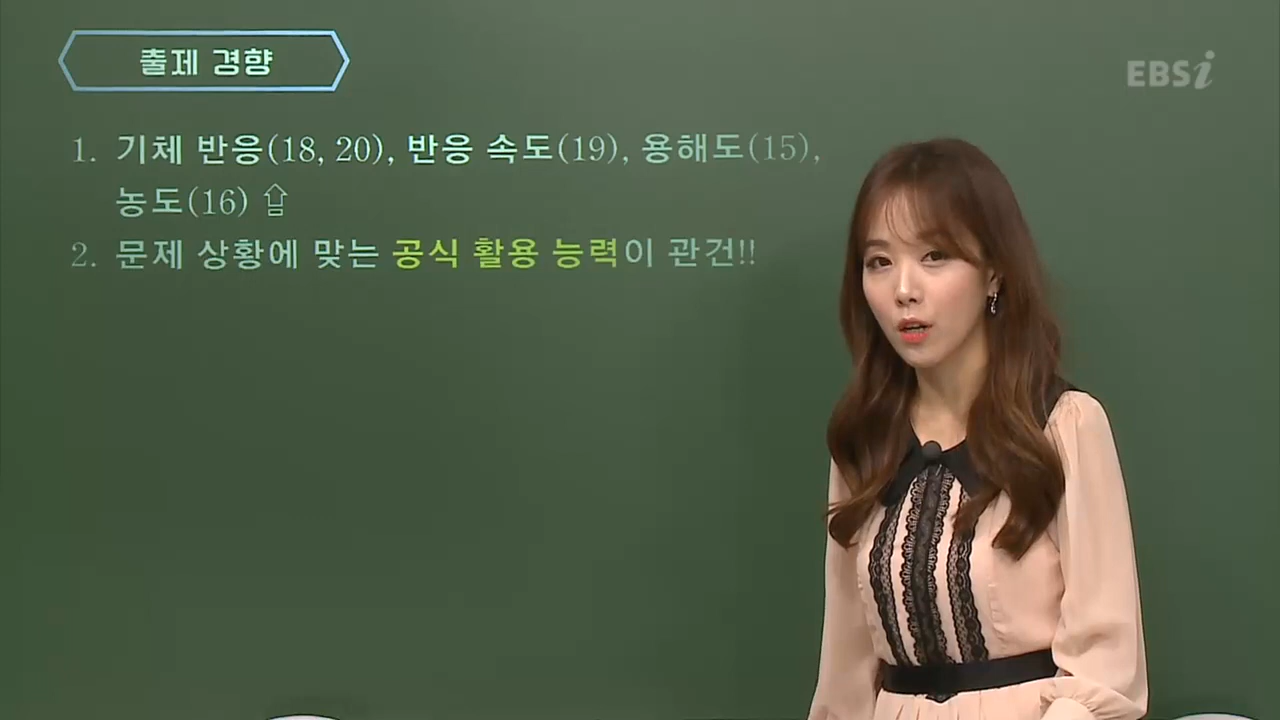 출제 경향
EBSi
1. 기체 반응(18, 20), 반응 속도(19), 용해도(15),
농도(16)
2. 문제 상황에 맞는 공식 활용 능력이 관건!!